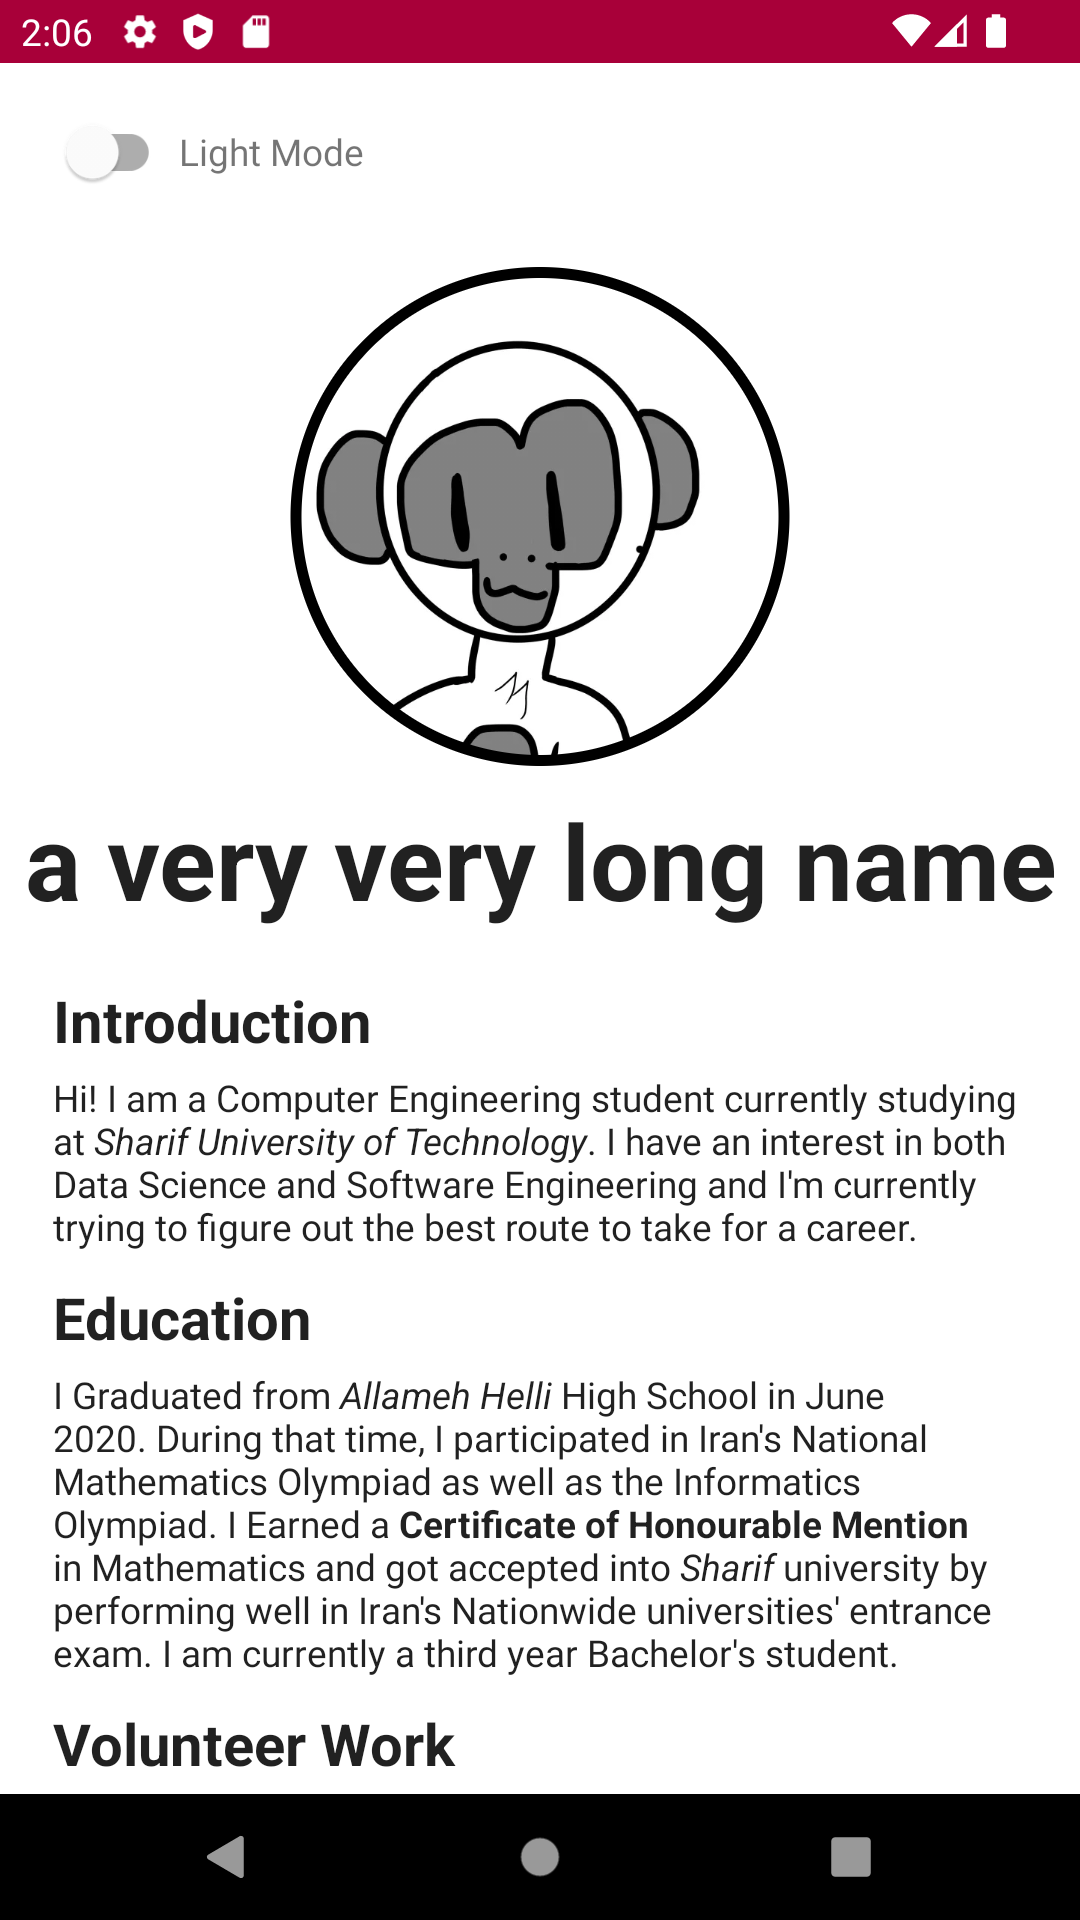 2:06
Light Mode
a very very long name
Introduction
Hi! I am a Computer Engineering student currently studying
at Sharif University of Technology. I have an interest in both
Data Science and Software Engineering and I'm currently
trying to figure out the best route to take for a career.
Education
I Graduated from Allameh Helli High School in June
2020. During that time, I participated in Iran's National
Mathematics Olympiad as well as the Informatics
Olympiad. I Earned a Certificate of Honourable Mention
in Mathematics and got accepted into Sharif university by
performing well in Iran's Nationwide universities' entrance
exam. I am currently a third year Bachelor's student.
Volunteer Work